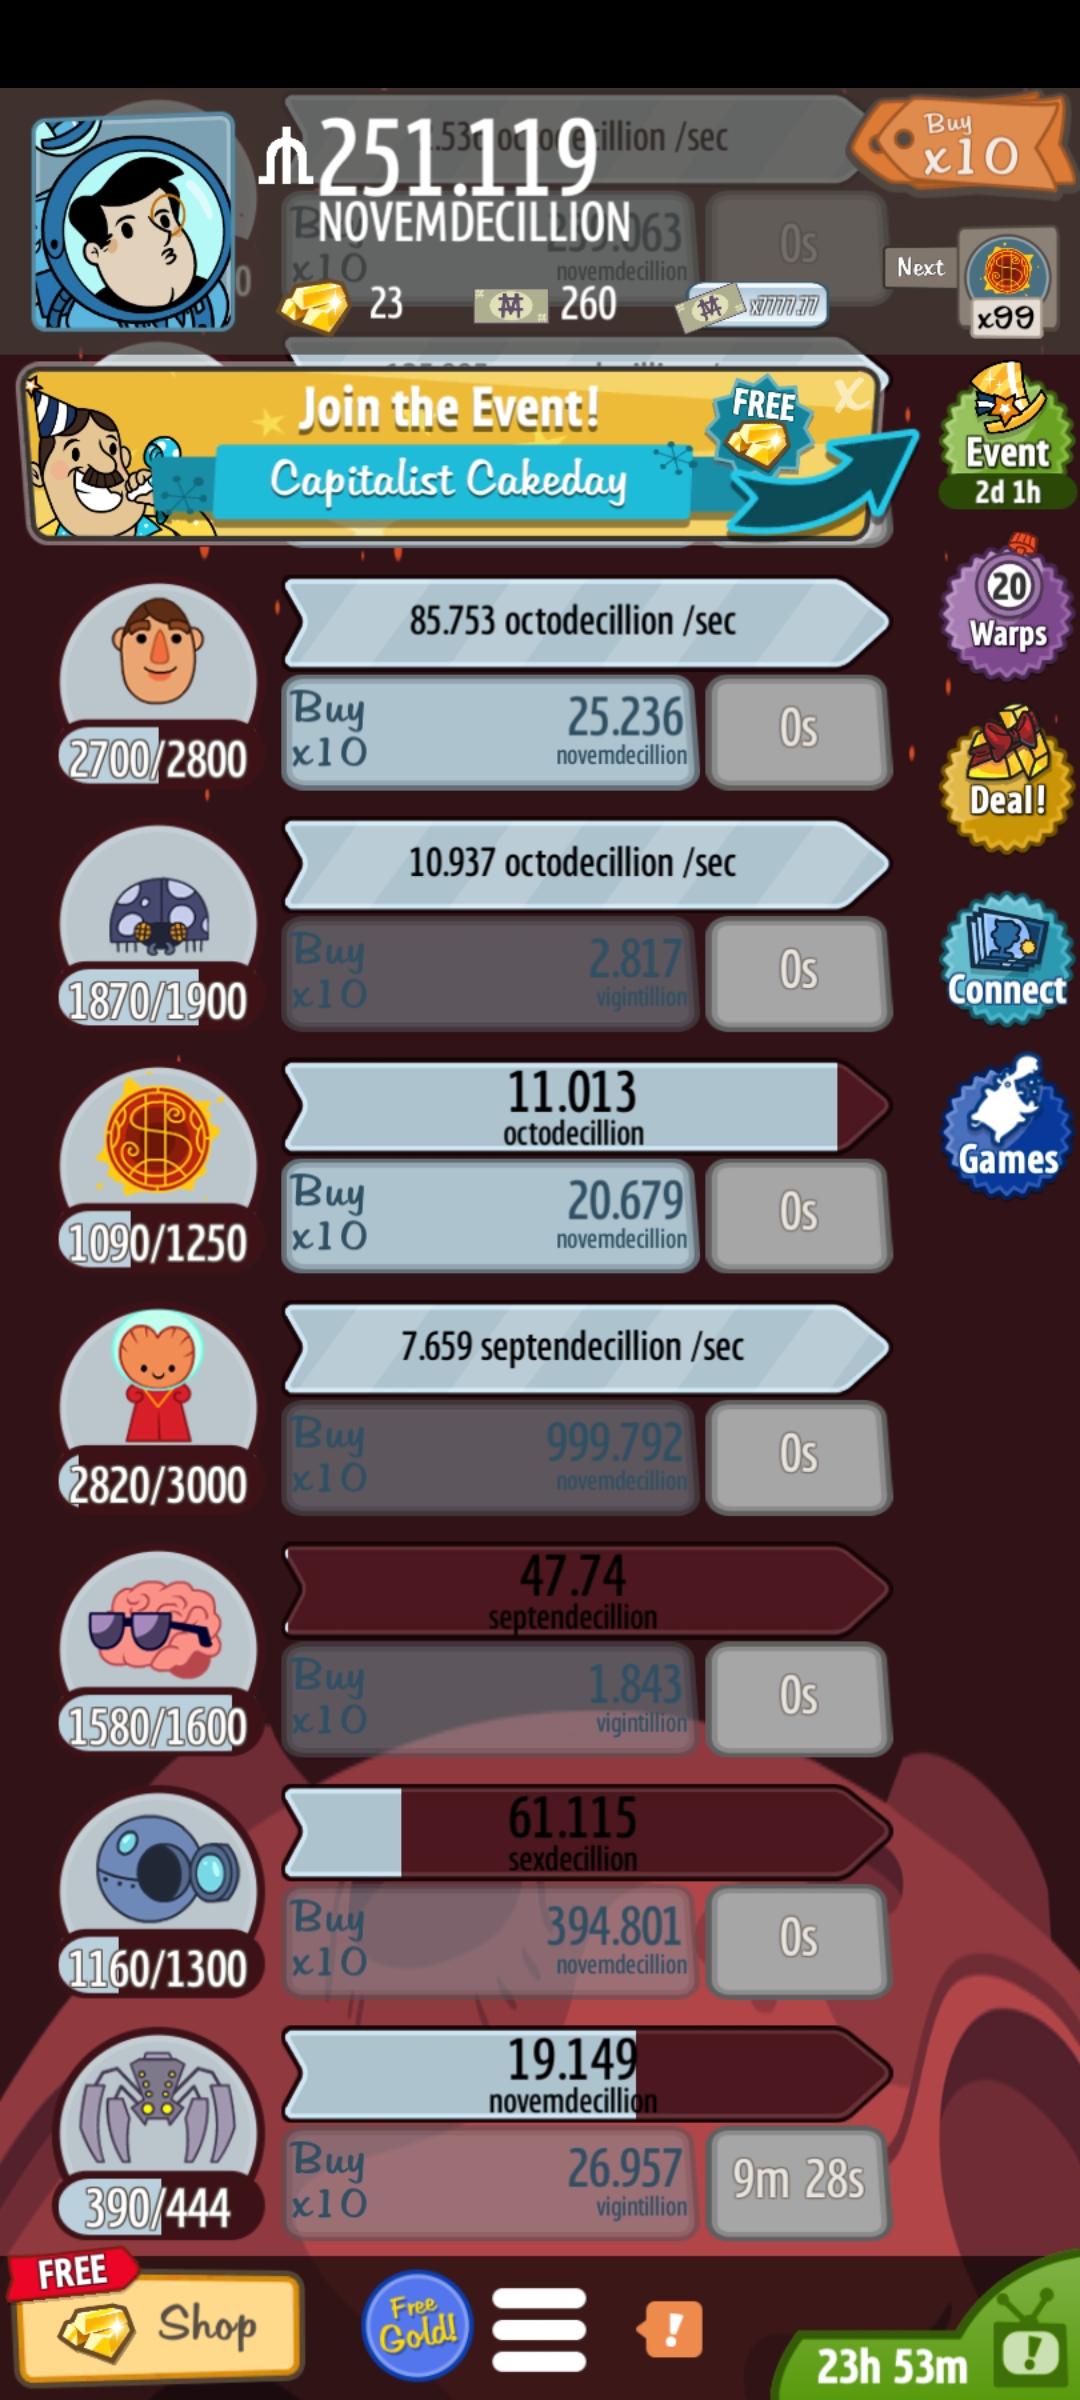 octodecillion /sec
251.119
NOVEMDECILLION
Buy
x10
Buy
x10
novemdecillion
0s
23
260
x7777.77
Next
x99
Join the Event!
FREE
X
Capitalist Cakeday
Event
2d 1h
85.753 octodecillion /sec
Buy
x10
25.236
novemdecillion
0s
2700/2800
20
Warps
10.937 octodecillion /sec
Buy
x10
2.817
vigintillion
0s
1870/1900
Deal!
11.013
octodecillion
Buy
x10
20.679
novemdecillion
0s
1090/1250
Connect
Games
7.659 septendecillion /sec
Buy
x10
999.792
novemdecillion
0s
2820/3000
47.74
septendecillion
Buy
x10
1.843
vigintillion
0s
1580/1600
61.115
sexdecillion
Buy
x10
394.801
novemdecillion
0s
1160/1300
19.149
novemdecillion
Buy
x10
26.957
vigintillion
9m 28s
390/444
FREE
Shop
Free
Gold!
!
23h 53m
!